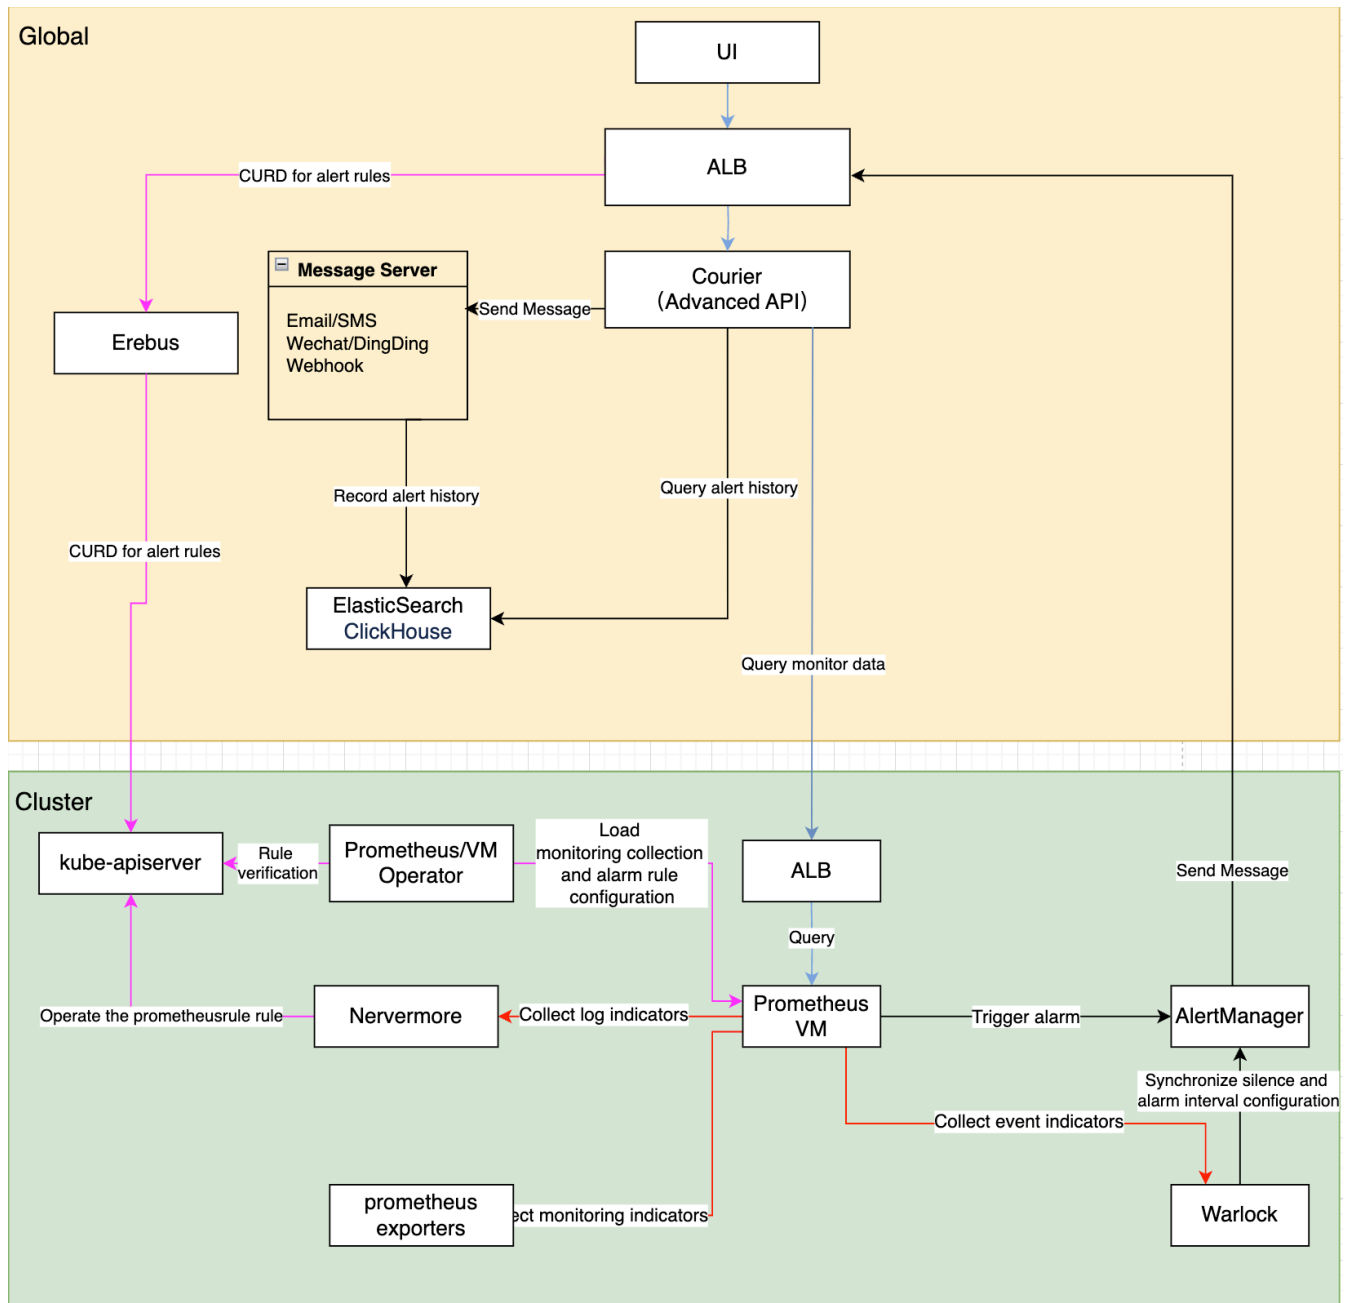 Global
UI
ALB
CURD for alert rules
Message Server
Courier
（Advanced API）
Send Message
Email/SMS
Wechat/DingDing
Webhook
Erebus
Query alert history
Record alert history
CURD for alert rules
ElasticSearch
ClickHouse
Query monitor data
Cluster
kube-apiserver
Rule
verification
Prometheus/VM
Operator
Load
monitoring collection
and alarm rule
configuration
ALB
Send Message
Query
Operate the prometheusrule rule
Nervermore
Collect log indicators
Prometheus
VM
Trigger alarm
AlertManager
Synchronize silence and
alarm interval configuration
Collect event indicators
prometheus
exporters
ect monitoring indicators
Warlock